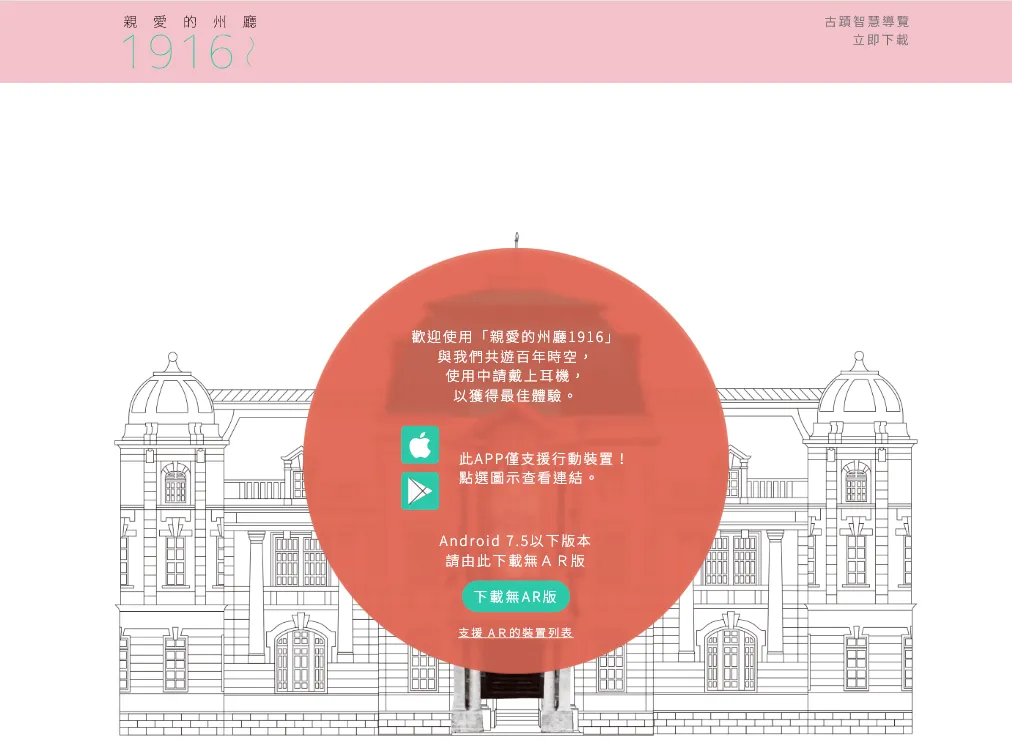 親愛的州廳
1916~
古蹟智慧導覽
立即下載
歡迎使用「親愛的州廳1916」
與我們共遊百年時空，
使用中請戴上耳機，
以獲得最佳體驗。
此APP僅支援行動裝置！
點選圖示查看連結。
Android 7.5以下版本
請由此下載無ＡＲ版
下載無AR版
支援 ＡＲ的裝置列表